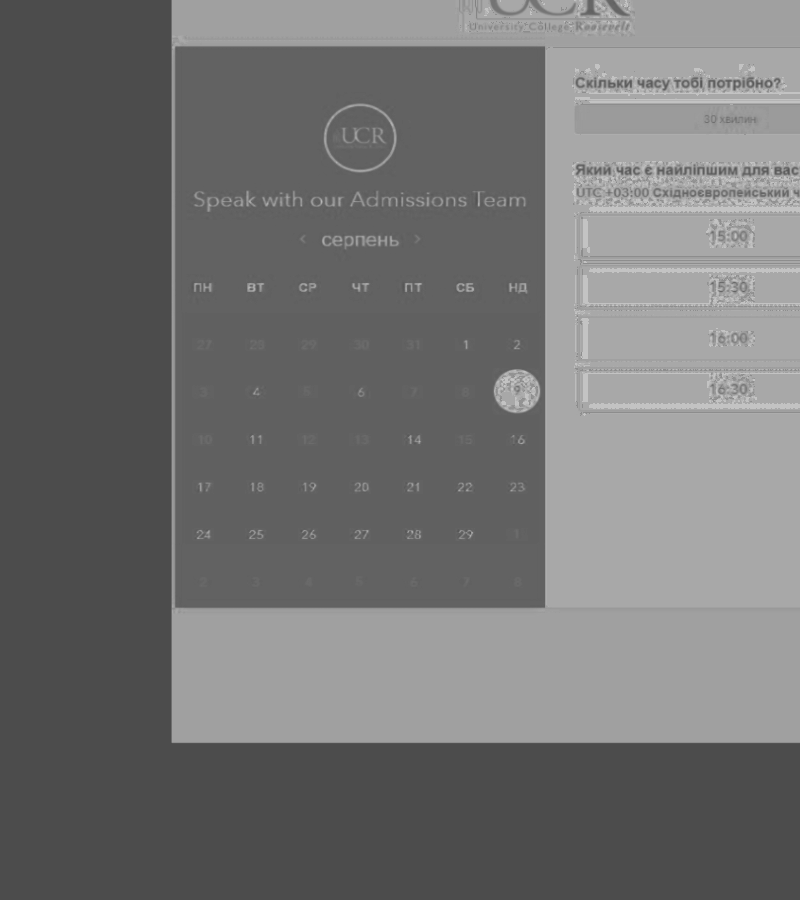 UCR
University College Roosevelt
UCR
Speak with our Admissions Team
‹ серпень ›
ПН ВТ СР ЧТ ПТ СБ НД
27 28 29 30 31 1 2
3 4 5 6 7 8 9
10 11 12 13 14 15 16
17 18 19 20 21 22 23
24 25 26 27 28 29 1
2 3 4 5 6 7 8
Скільки часу тобі потрібно?
30 хвилин
Який час є найліпшим для вас
UTC +03:00 Східноєвропейський ч
15:00
15:30
16:00
16:30